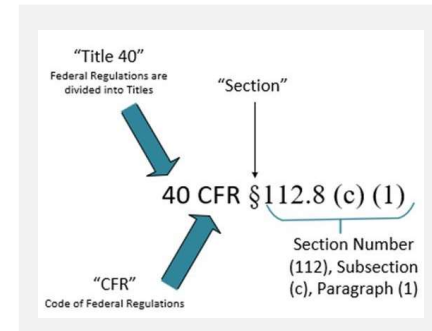 “Title 40”
Federal Regulations are
divided into Titles
“Section”
40 CFR §112.8 (c) (1)
Section Number
(112), Subsection
(c), Paragraph (1)
“CFR”
Code of Federal Regulations